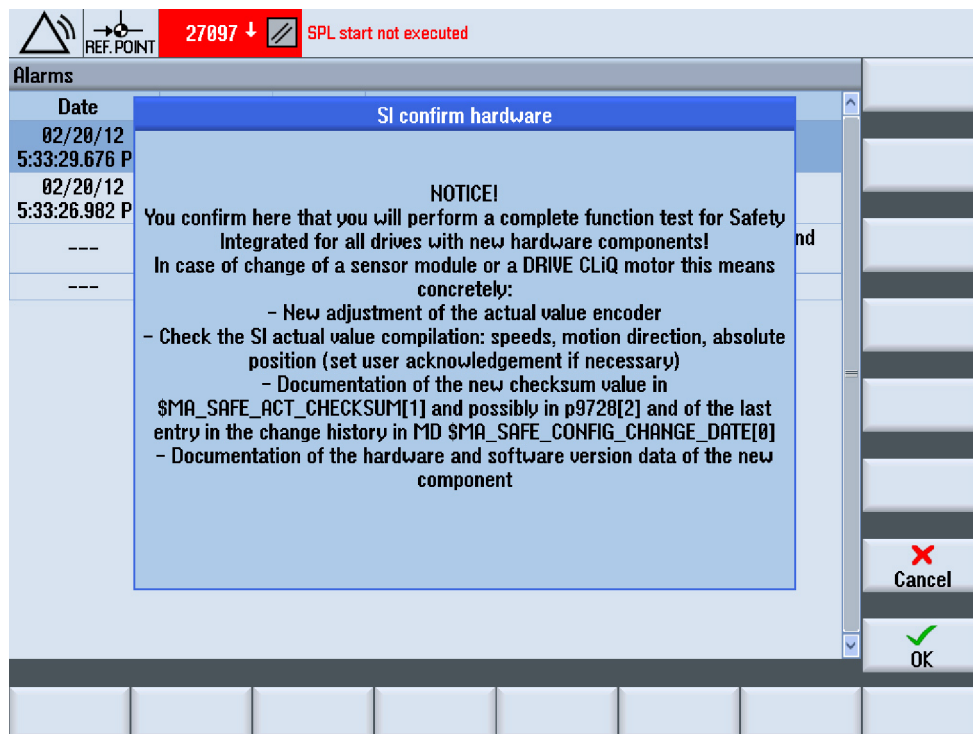 REF. POINT
27097 SPL start not executed
Alarms
Date
SI confirm hardware
02/20/12
5:33:29.676 P
02/20/12
5:33:26.982 P
---
nd
---
NOTICE!
You confirm here that you will perform a complete function test for Safety
Integrated for all drives with new hardware components!
In case of change of a sensor module or a DRIVE CLiQ motor this means
concretely:
- New adjustment of the actual value encoder
- Check the SI actual value compilation: speeds, motion direction, absolute
position (set user acknowledgement if necessary)
- Documentation of the new checksum value in
$MA_SAFE_ACT_CHECKSUM[1] and possibly in p9728[2] and of the last
entry in the change history in MD $MA_SAFE_CONFIG_CHANGE_DATE[0]
- Documentation of the hardware and software version data of the new
component
Cancel
OK